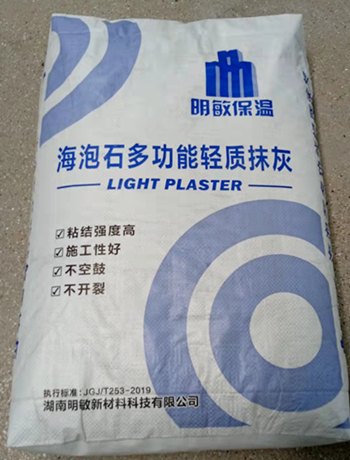 明敏保温
海泡石多功能轻质抹灰
LIGHT PLASTER
☑粘结强度高
☑施工性好
☑不空鼓
☑不开裂
执行标准:JGJ/T253-2019
湖南明敏新材料科技有限公司